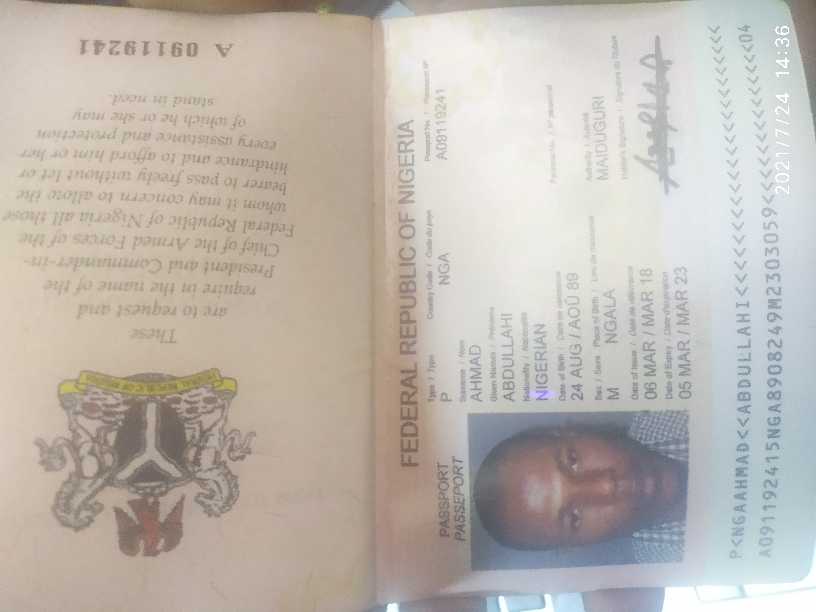 These
are to request and
require in the name of the
President and Commander-in-
Chief of the Armed Forces of the
Federal Republic of Nigeria all those
whom it may concern to allow the
bearer to pass freely without let or
hindrance and to afford him or her
every assistance and protection
of which he or she may
stand in need.
A 09119241
FEDERAL REPUBLIC OF NIGERIA
PASSPORT
PASSEPORT
Type / Type Country Code / Code du pays Passport No. / Passeport N°
P NGA A09119241
Surname / Nom
AHMAD
Given Names / Prénoms
ABDULLAHI
Nationality / Nationalité
NIGERIAN
Date of Birth / Date de naissance Personal No. / N° personnel
24 AUG / AOÛ 89
Sex / Sexe Place of Birth / Lieu de naissance Authority / Autorité
M NGALA MAIDUGURI
Date of Issue / Date de délivrance Holder's Signature / Signature du titulaire
06 MAR / MAR 18
Date of Expiry / Date d'expiration
05 MAR / MAR 23
P<NGAAHMAD<<ABDULLAHI<<<<<<<<<<<<<<<<<<<<<<<
A091192415NGA8908249M2303059<<<<<<<<<<<<<<04
2021/7/24 14:36